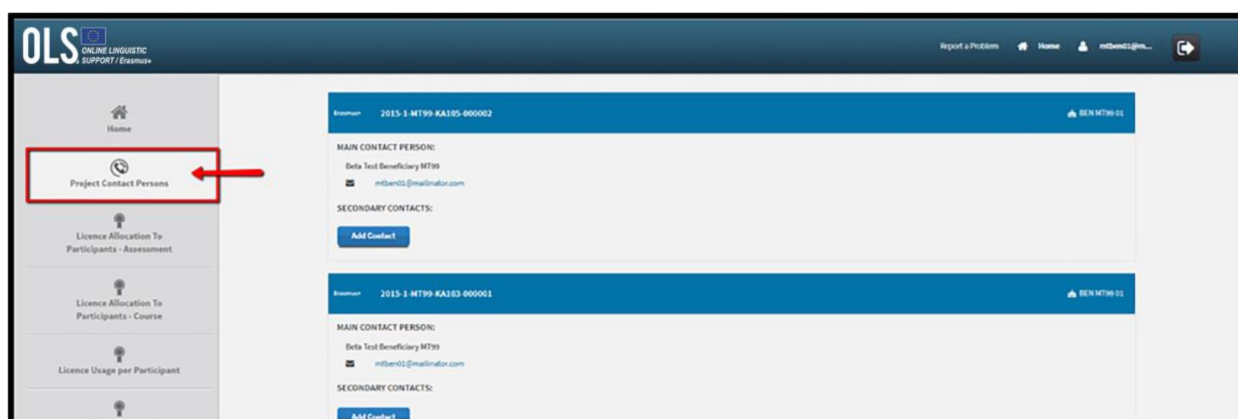 OLS ONLINE LINGUISTIC
SUPPORT / Erasmus+
Report a Problem Home mtben01@m...
Home
Project Contact Persons
Licence Allocation To
Participants - Assessment
Licence Allocation To
Participants - Course
Licence Usage per Participant
Erasmus+ 2015-1-MT99-KA105-000002 BEN MT99-01
MAIN CONTACT PERSON:
Beta Test Beneficiary MT99
mtben01@mailinator.com
SECONDARY CONTACTS:
Add Contact
Erasmus+ 2015-1-MT99-KA103-000001 BEN MT99-01
MAIN CONTACT PERSON:
Beta Test Beneficiary MT99
mtben01@mailinator.com
SECONDARY CONTACTS:
Add Contact